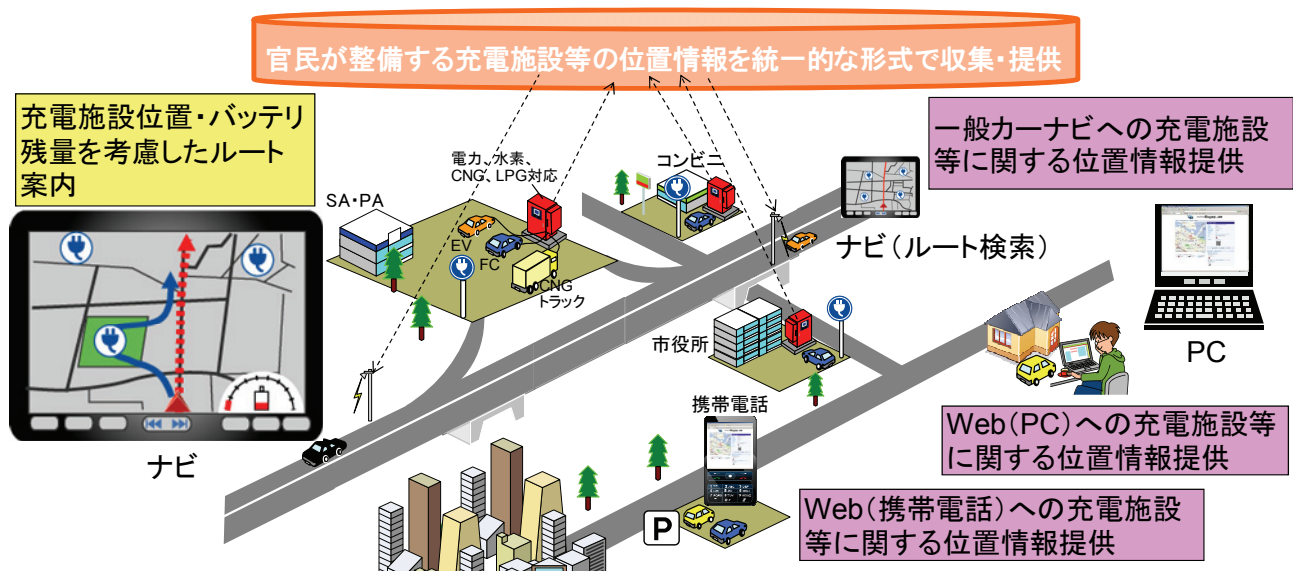 官民が整備する充電施設等の位置情報を統一的な形式で収集・提供
充電施設位置・バッテリ
残量を考慮したルート
案内
一般カーナビへの充電施設
等に関する位置情報提供
電力、水素、
CNG、LPG対応
コンビニ
SA・PA
EV
FC
CNG
トラック
ナビ(ルート検索)
市役所
PC
携帯電話
ナビ
P
Web(PC)への充電施設等
に関する位置情報提供
Web(携帯電話)への充電施設
等に関する位置情報提供